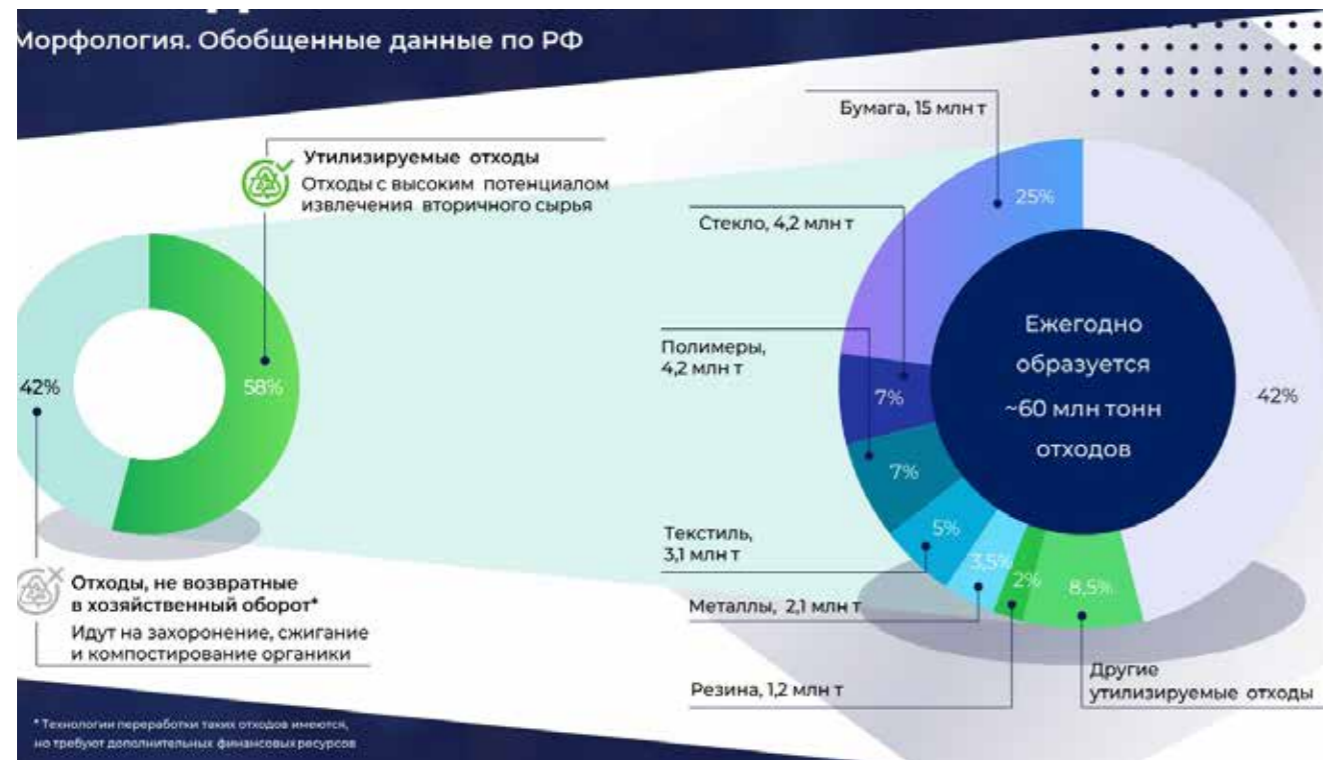 Морфология. Обобщенные данные по РФ
Утилизируемые отходы
Отходы с высоким потенциалом
извлечения вторичного сырья
42%
58%
Отходы, не возвратные
в хозяйственный оборот*
Идут на захоронение, сжигание
и компостирование органики
* Технологии переработки таких отходов имеются,
но требуют дополнительных финансовых ресурсов
Бумага, 15 млн т
25%
Стекло, 4,2 млн т
7%
Полимеры,
4,2 млн т
7%
Текстиль,
3,1 млн т
5%
Металлы, 2,1 млн т
3,5%
Резина, 1,2 млн т
2%
8,5%
Другие
утилизируемые отходы
42%
Ежегодно
образуется
~60 млн тонн
отходов